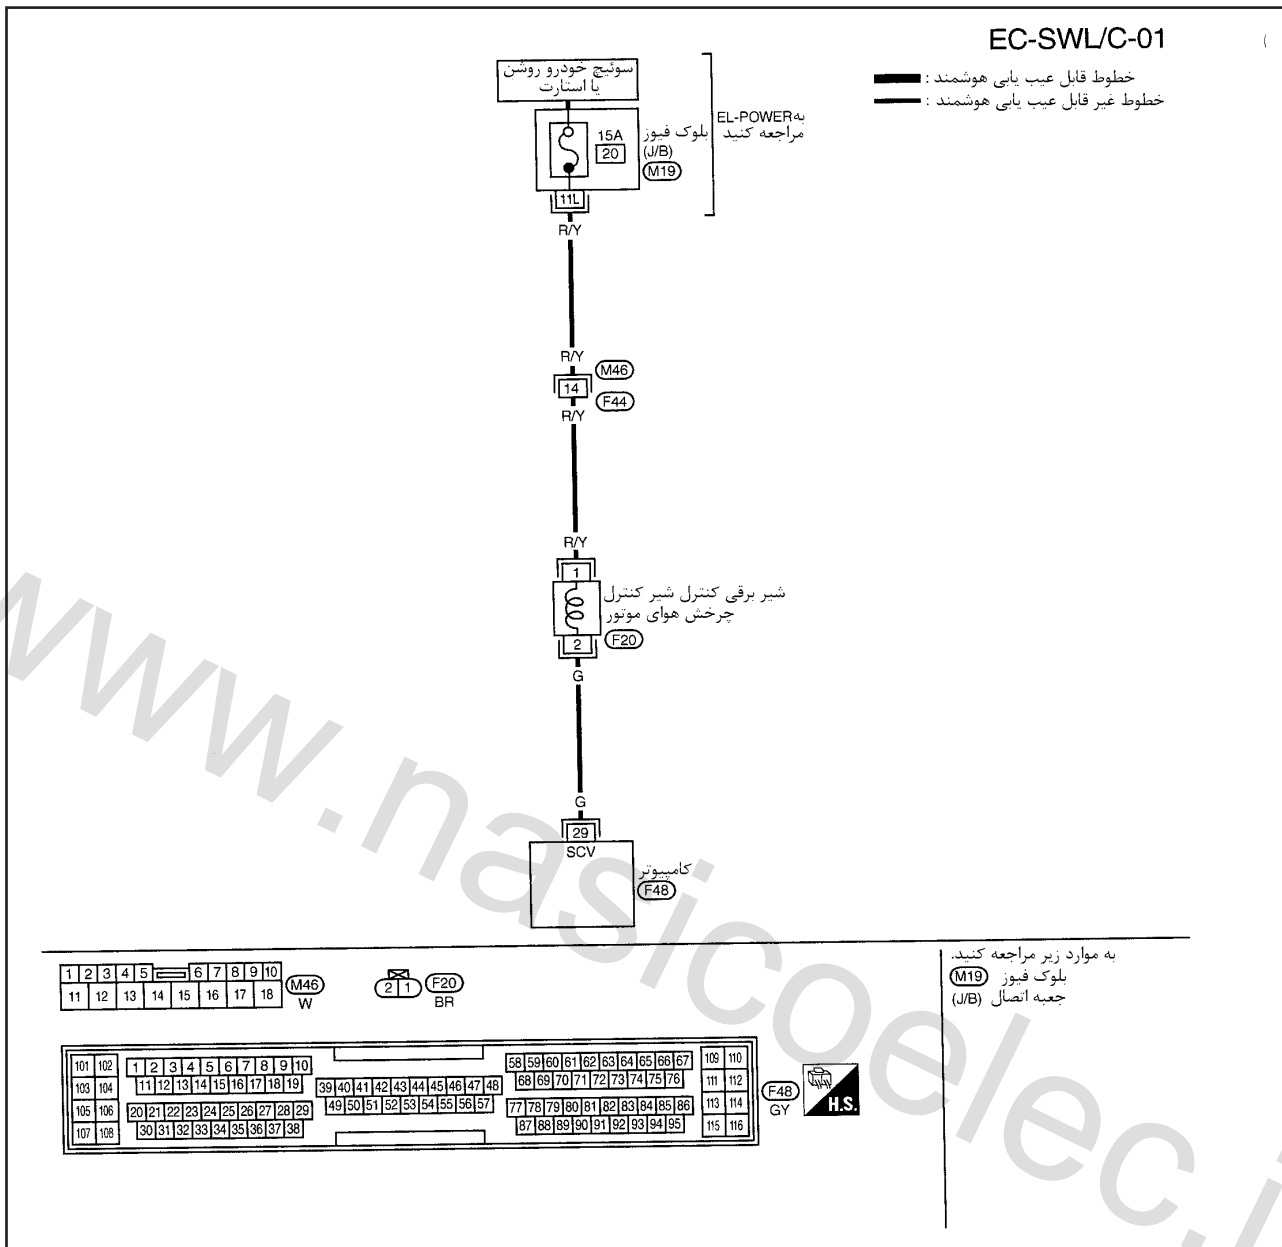 EC-SWL/C-01
خطوط قابل عیب یابی هوشمند :
خطوط غیر قابل عیب یابی هوشمند :
سوئیچ خودرو روشن
یا استارت
بهEL-POWER
مراجعه کنید
15A
20
بلوک فیوز
(J/B)
M19
11L
R/Y
R/Y
M46
14
F44
R/Y
R/Y
1
شیر برقی کنترل شیر کنترل
چرخش هوای موتور
2
F20
G
G
29
SCV
کامپیوتر
F48
به موارد زیر مراجعه کنید.
بلوک فیوز M19
جعبه اتصال (J/B)
1 2 3 4 5 6 7 8 9 10
11 12 13 14 15 16 17 18
M46
W
2 1
F20
BR
101 102
103 104
105 106
107 108
1 2 3 4 5 6 7 8 9 10
11 12 13 14 15 16 17 18 19
20 21 22 23 24 25 26 27 28 29
30 31 32 33 34 35 36 37 38
39 40 41 42 43 44 45 46 47 48
49 50 51 52 53 54 55 56 57
58 59 60 61 62 63 64 65 66 67
68 69 70 71 72 73 74 75 76
77 78 79 80 81 82 83 84 85 86
87 88 89 90 91 92 93 94 95
109 110
111 112
113 114
115 116
F48
GY
H.S.
www.nasicoelec.i